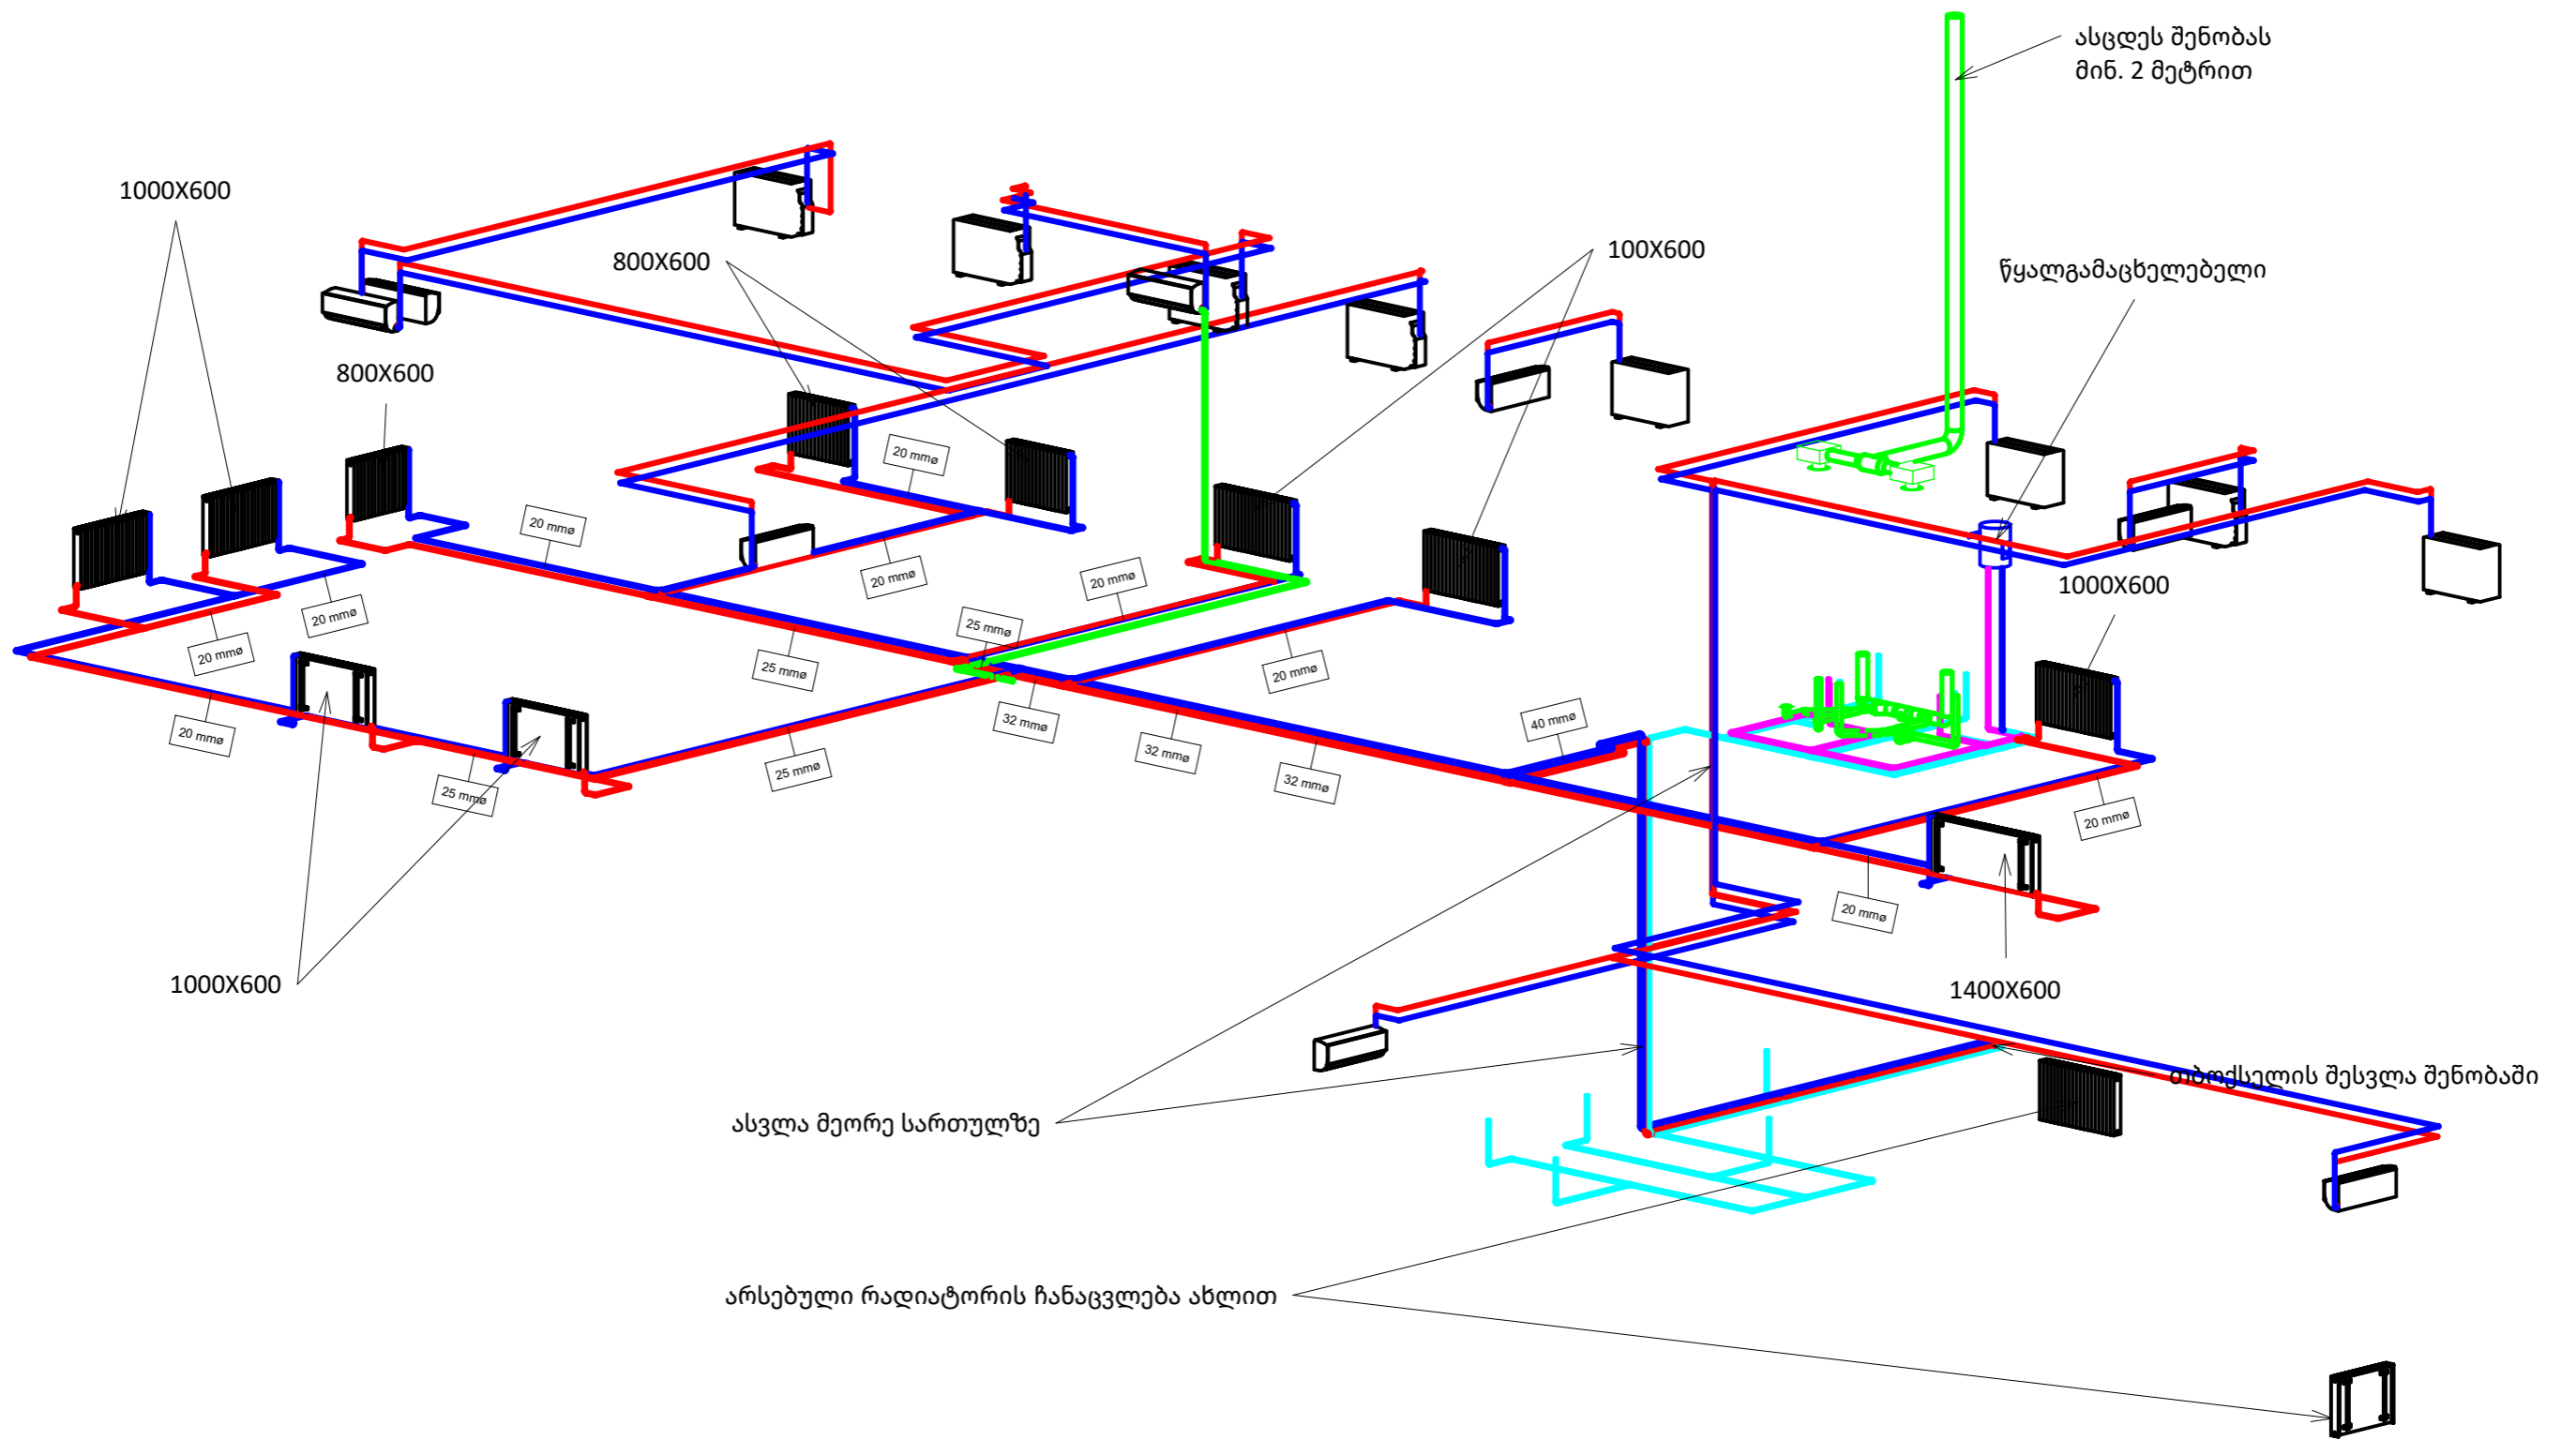 ასცდეს შენობას
მინ. 2 მეტრით
1000X600
800X600
100X600
წყალგამაცხელებელი
800X600
20 mmø
20 mmø
20 mmø
20 mmø
1000X600
20 mmø
25 mmø
20 mmø
25 mmø
20 mmø
32 mmø
40 mmø
20 mmø
25 mmø
32 mmø
32 mmø
25 mmø
20 mmø
20 mmø
1000X600
1400X600
თბოქსელის შესვლა შენობაში
ასვლა მეორე სართულზე
არსებული რადიატორის ჩანაცვლება ახლით